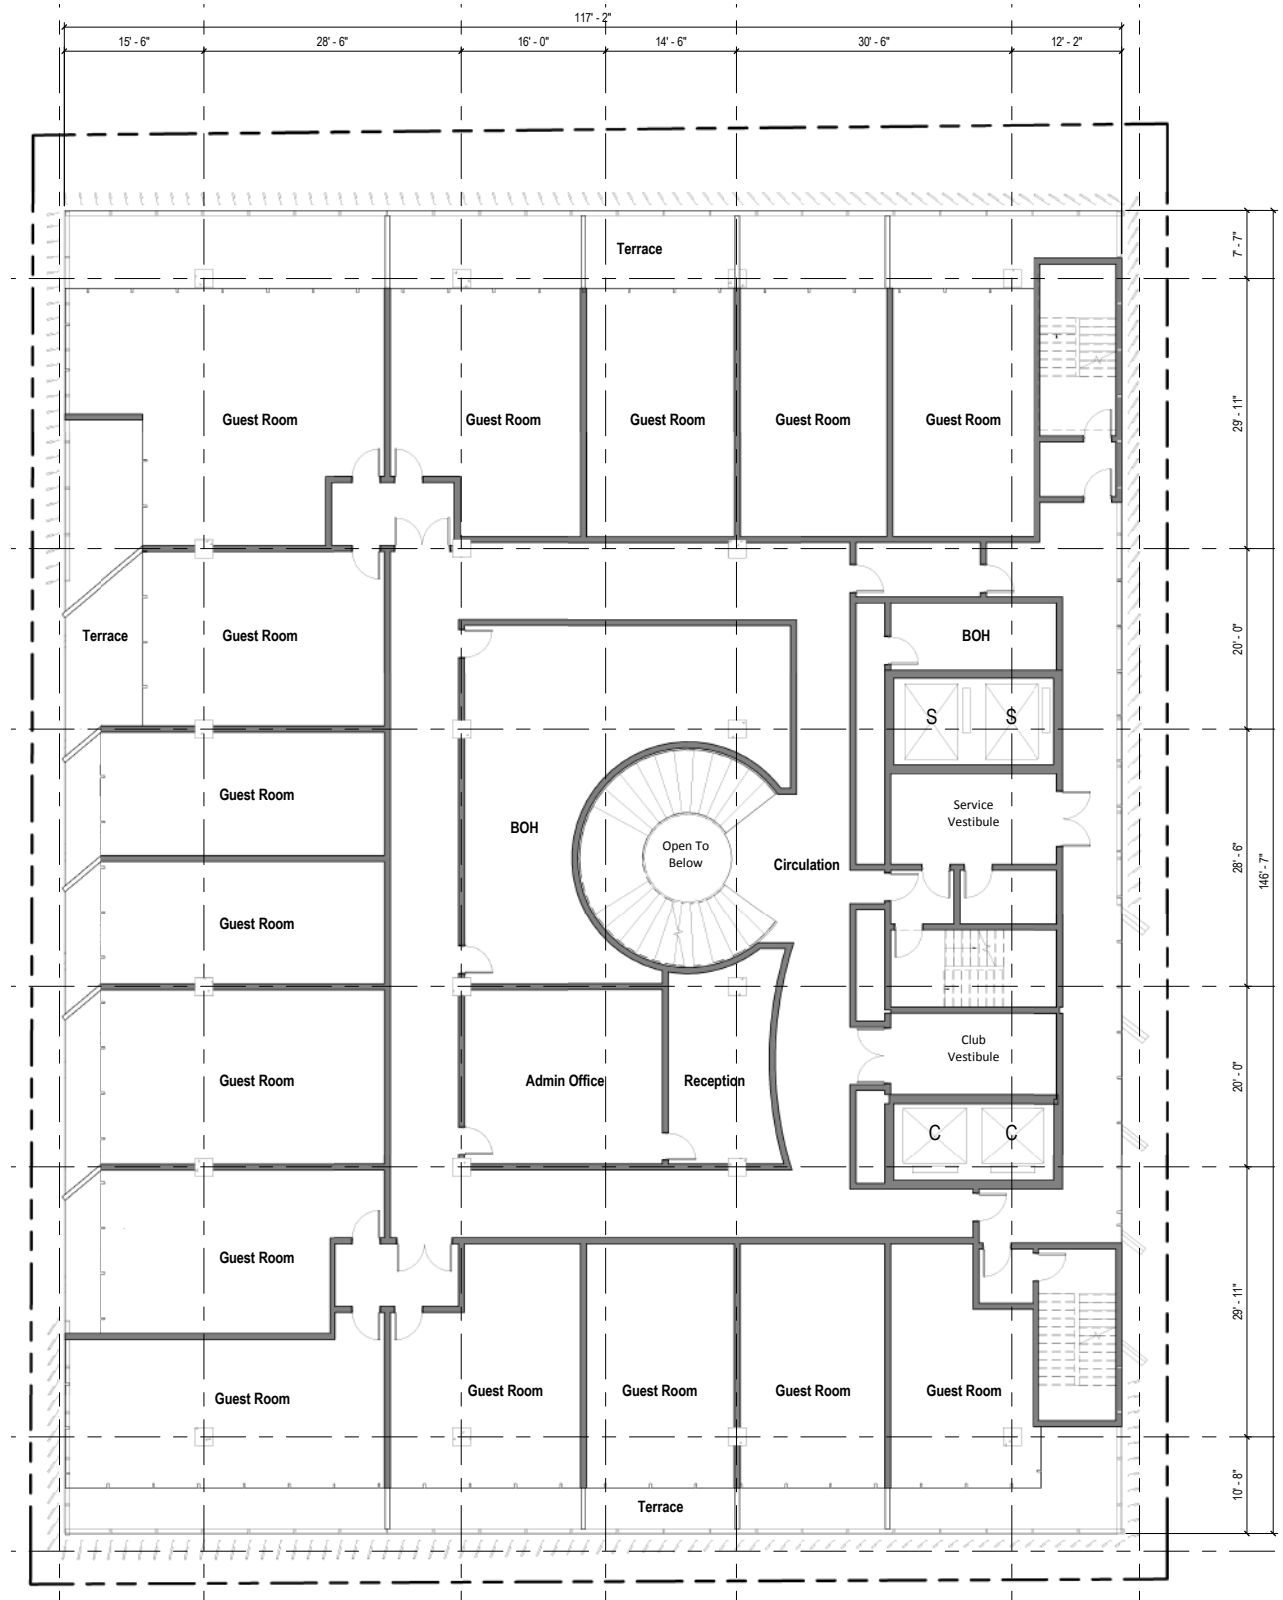 117' - 2"
15' - 6"
28' - 6"
16' - 0"
14' - 6"
30' - 6"
12' - 2"
Terrace
7' - 7"
Guest Room
Guest Room
Guest Room
Guest Room
Guest Room
29' - 11"
Terrace
Guest Room
BOH
20' - 0"
S
S
Guest Room
Service
Vestibule
BOH
Open To
Below
Circulation
28' - 6"
146' - 7"
Guest Room
Club
Vestibule
Guest Room
Admin Office
Reception
20' - 0"
C
C
Guest Room
29' - 11"
Guest Room
Guest Room
Guest Room
Guest Room
Guest Room
Terrace
10' - 8"